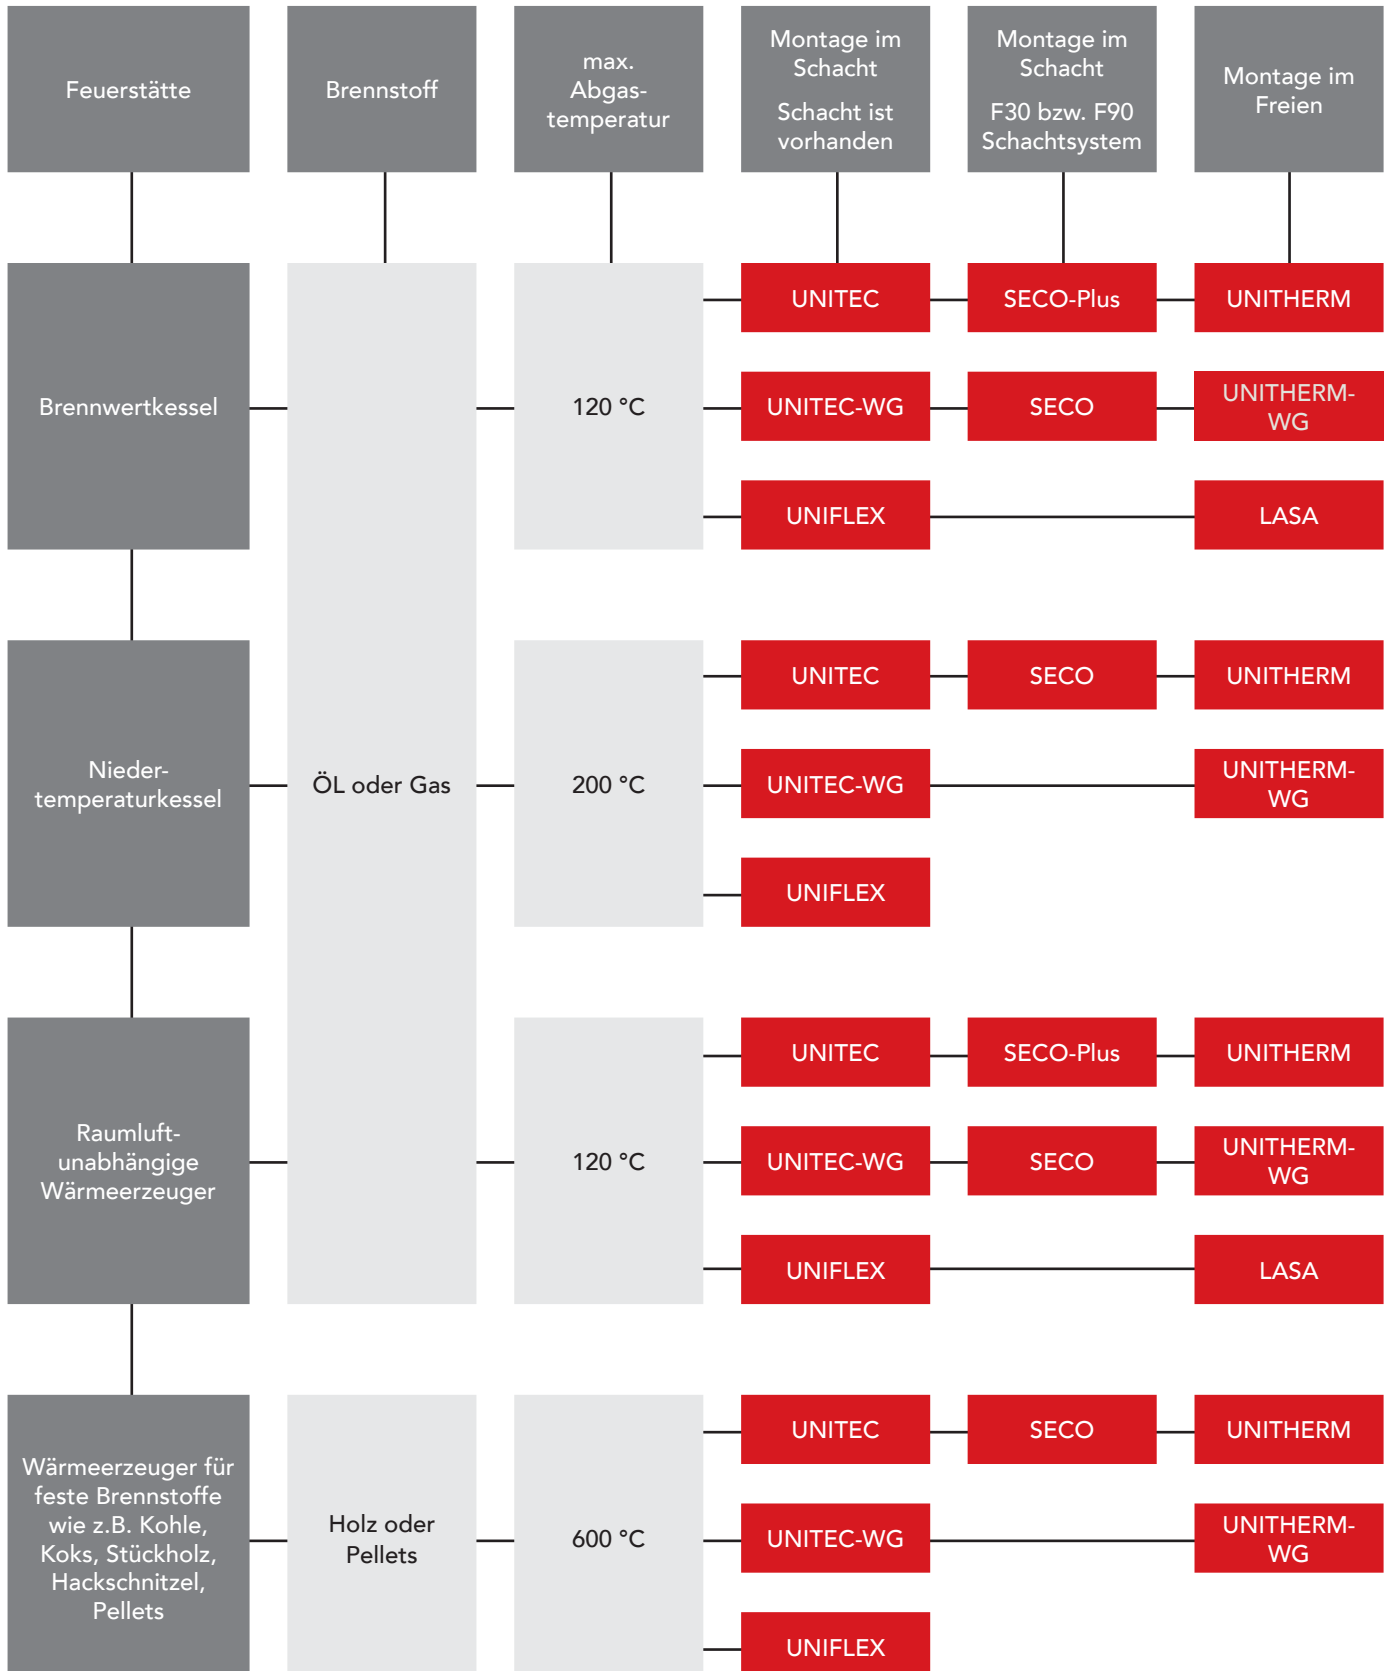 Feuerstätte
Brennstoff
max.
Abgas-
temperatur
Montage im
Schacht
Schacht ist
vorhanden
Montage im
Schacht
F30 bzw. F90
Schachtsystem
Montage im
Freien
Brennwertkessel
120 °C
UNITEC
SECO-Plus
UNITHERM
UNITEC-WG
SECO
UNITHERM-
WG
UNIFLEX
LASA
Nieder-
temperaturkessel
ÖL oder Gas
200 °C
UNITEC
SECO
UNITHERM
UNITEC-WG
UNITHERM-
WG
UNIFLEX
Raumluft-
unabhängige
Wärmeerzeuger
120 °C
UNITEC
SECO-Plus
UNITHERM
UNITEC-WG
SECO
UNITHERM-
WG
UNIFLEX
LASA
Wärmeerzeuger für
feste Brennstoffe
wie z.B. Kohle,
Koks, Stückholz,
Hackschnitzel,
Pellets
Holz oder
Pellets
600 °C
UNITEC
SECO
UNITHERM
UNITEC-WG
UNITHERM-
WG
UNIFLEX